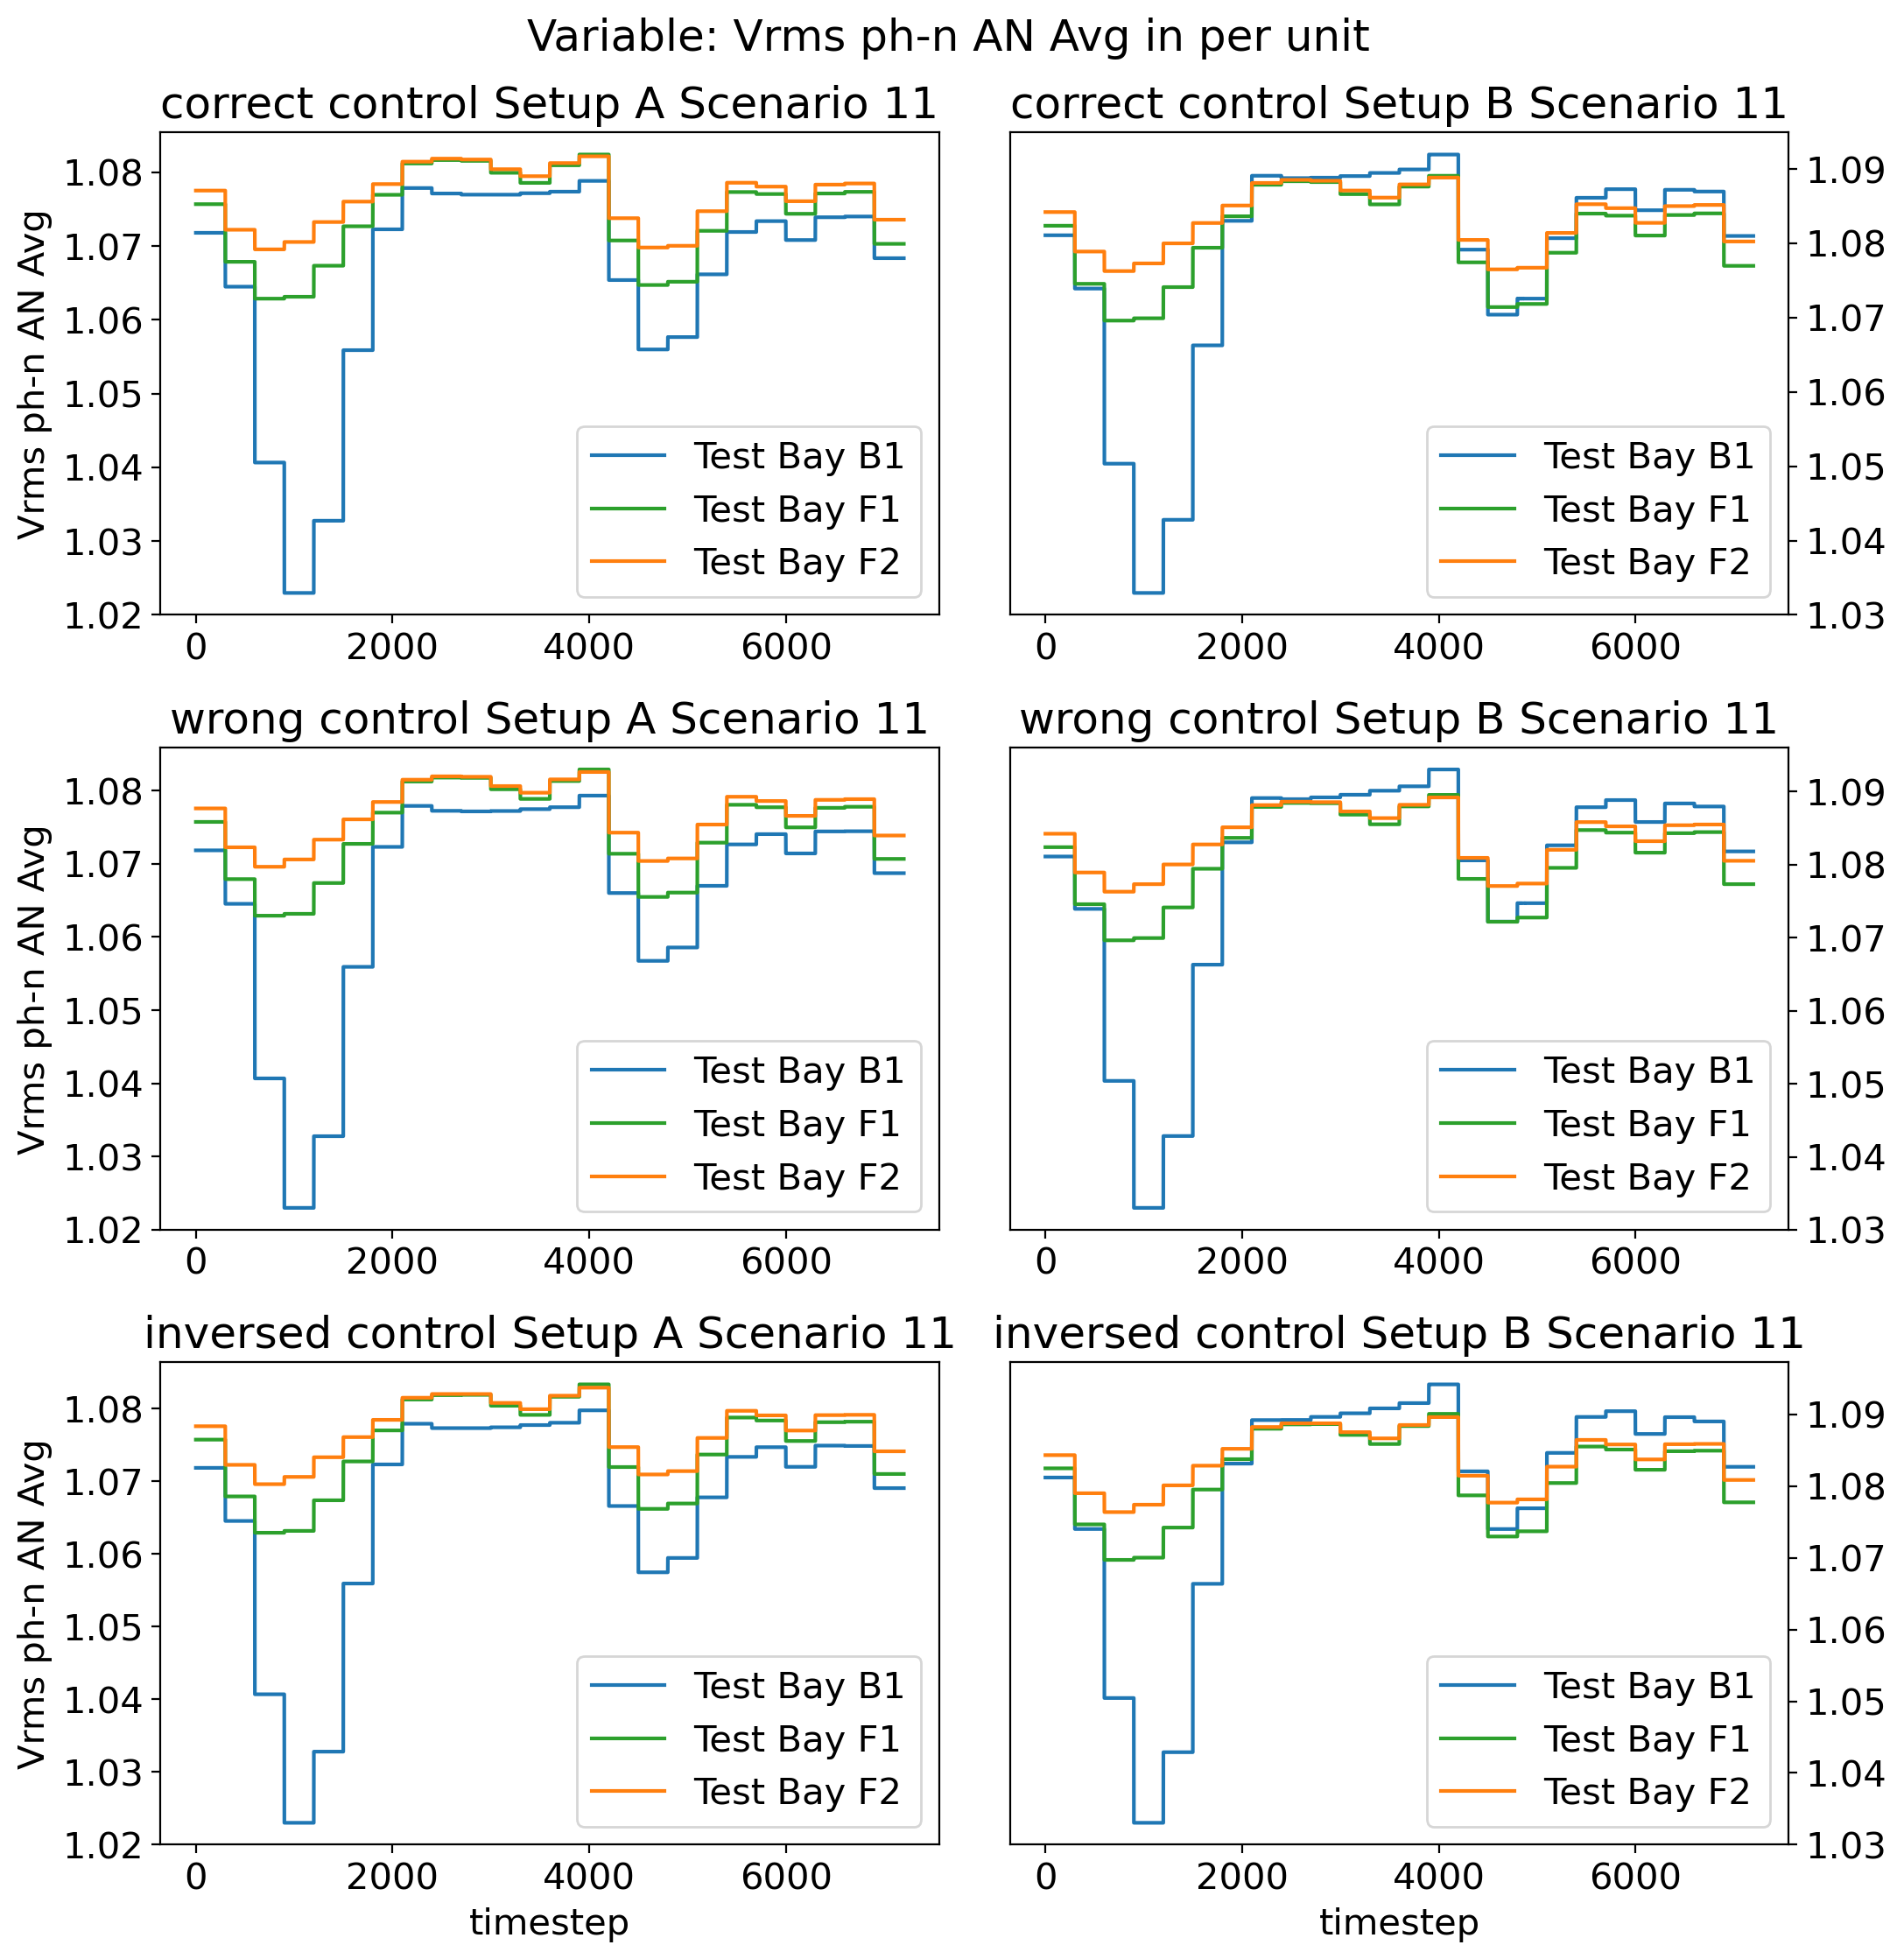 Variable: Vrms ph-n AN Avg in per unit
correct control Setup A Scenario 11
Vrms ph-n AN Avg
1.08
1.07
1.06
1.05
1.04
1.03
1.02
0 2000 4000 6000
Test Bay B1
Test Bay F1
Test Bay F2
correct control Setup B Scenario 11
1.09
1.08
1.07
1.06
1.05
1.04
1.03
0 2000 4000 6000
Test Bay B1
Test Bay F1
Test Bay F2
wrong control Setup A Scenario 11
Vrms ph-n AN Avg
1.08
1.07
1.06
1.05
1.04
1.03
1.02
0 2000 4000 6000
Test Bay B1
Test Bay F1
Test Bay F2
wrong control Setup B Scenario 11
1.09
1.08
1.07
1.06
1.05
1.04
1.03
0 2000 4000 6000
Test Bay B1
Test Bay F1
Test Bay F2
inversed control Setup A Scenario 11
Vrms ph-n AN Avg
1.08
1.07
1.06
1.05
1.04
1.03
1.02
0 2000 4000 6000
timestep
Test Bay B1
Test Bay F1
Test Bay F2
inversed control Setup B Scenario 11
1.09
1.08
1.07
1.06
1.05
1.04
1.03
0 2000 4000 6000
timestep
Test Bay B1
Test Bay F1
Test Bay F2